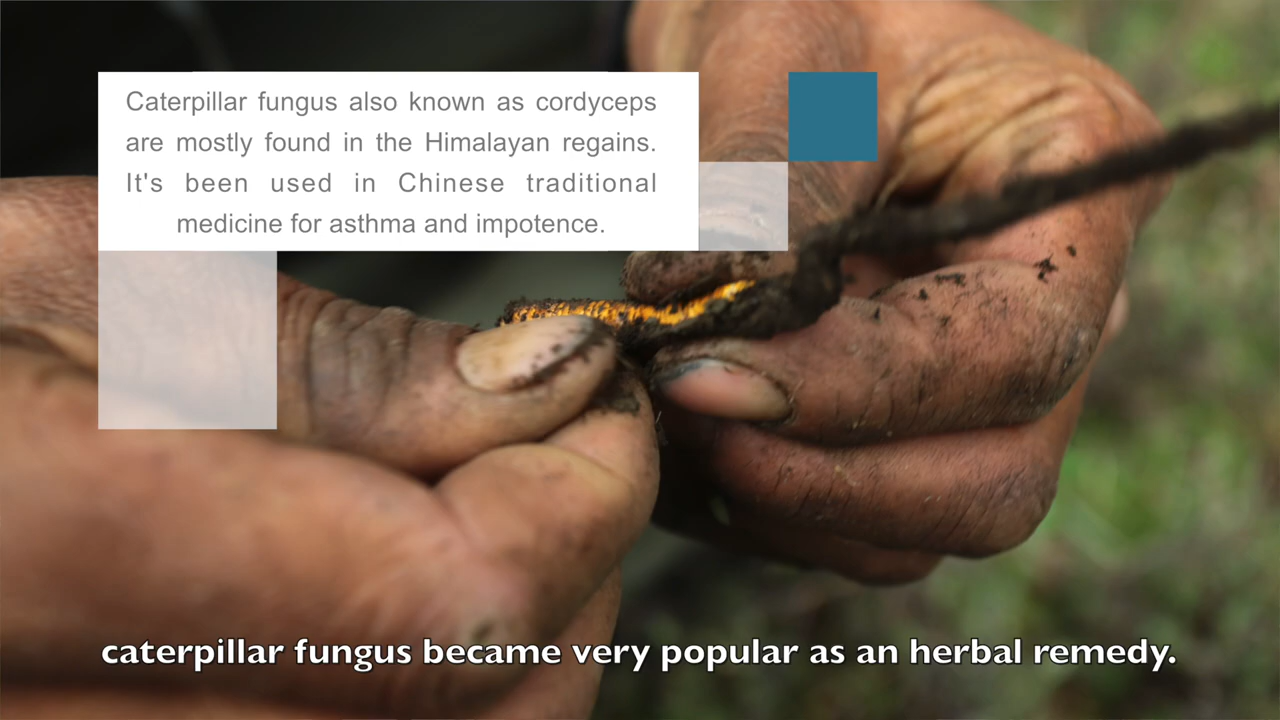 Caterpillar fungus also known as cordyceps
are mostly found in the Himalayan regains.
It's been used in Chinese traditional
medicine for asthma and impotence.
caterpillar fungus became very popular as an herbal remedy.